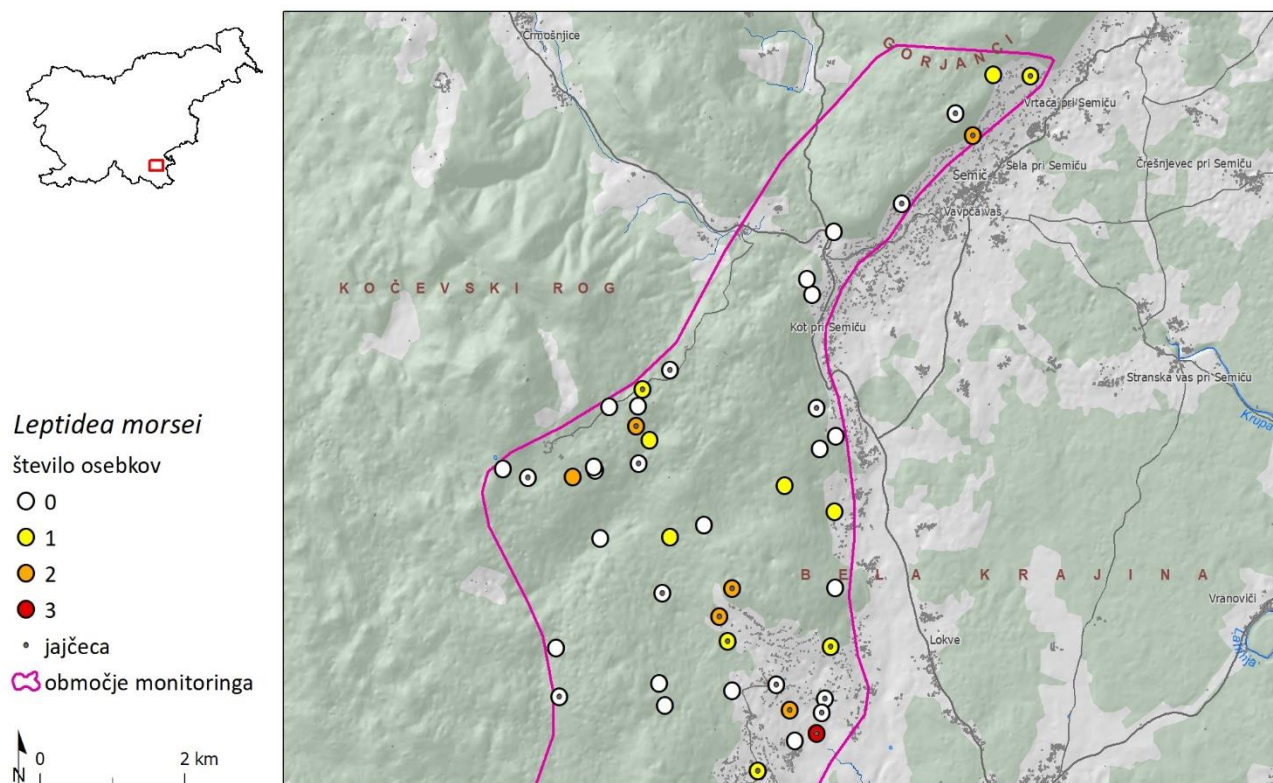 Črmošnjice
GORJANCI
Vrtača pri Semiču
Sela pri Semiču
Črešnjevec pri Semiču
Semič
Vavpča vas
KOČEVSKI ROG
Kot pri Semiču
Stranska vas pri Semiču
Krupa
Leptidea morsei
število osebkov
0
1
2
3
jajčeca
območje monitoringa
BELA KRAJINA
Vranoviči
Lokve
N
0
2 km